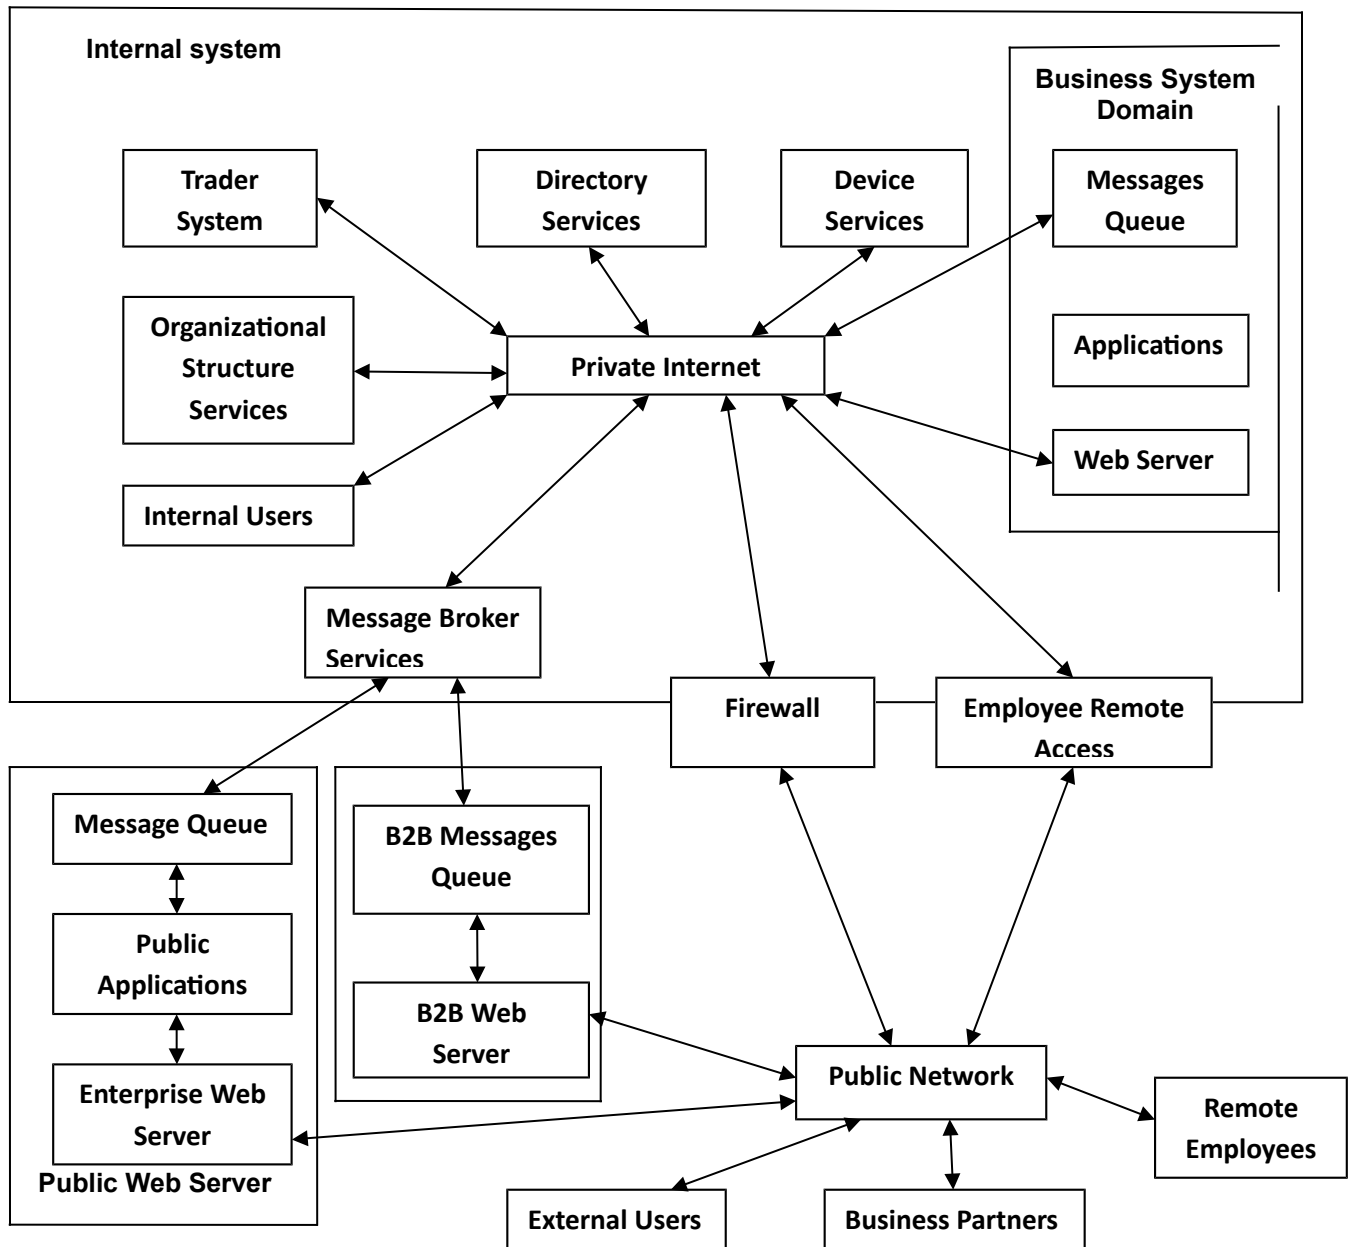 Internal system
Business System
Domain
Trader
System
Directory
Services
Device
Services
Messages
Queue
Organizational
Structure
Services
Private Internet
Applications
Web Server
Internal Users
Message Broker
Services
Firewall
Employee Remote
Access
Message Queue
B2B Messages
Queue
Public
Applications
B2B Web
Server
Enterprise Web
Server
Public Web Server
Public Network
Remote
Employees
External Users
Business Partners